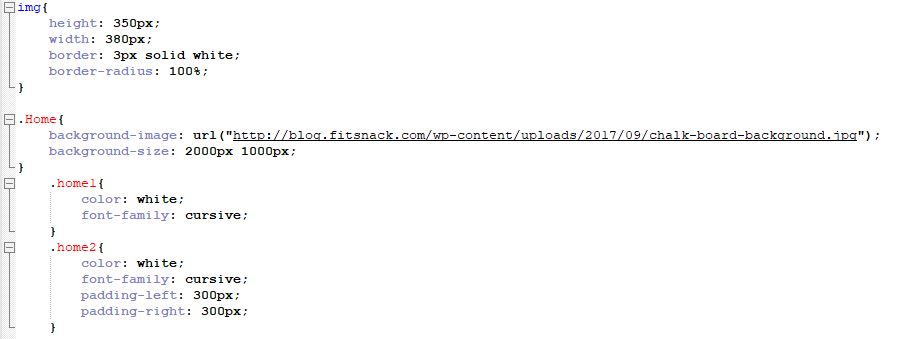 img{
height: 350px;
width: 380px;
border: 3px solid white;
border-radius: 100%;
}
.Home{
background-image: url("http://blog.fitsnack.com/wp-content/uploads/2017/09/chalk-board-background.jpg");
background-size: 2000px 1000px;
}
.home1{
color: white;
font-family: cursive;
}
.home2{
color: white;
font-family: cursive;
padding-left: 300px;
padding-right: 300px;
}